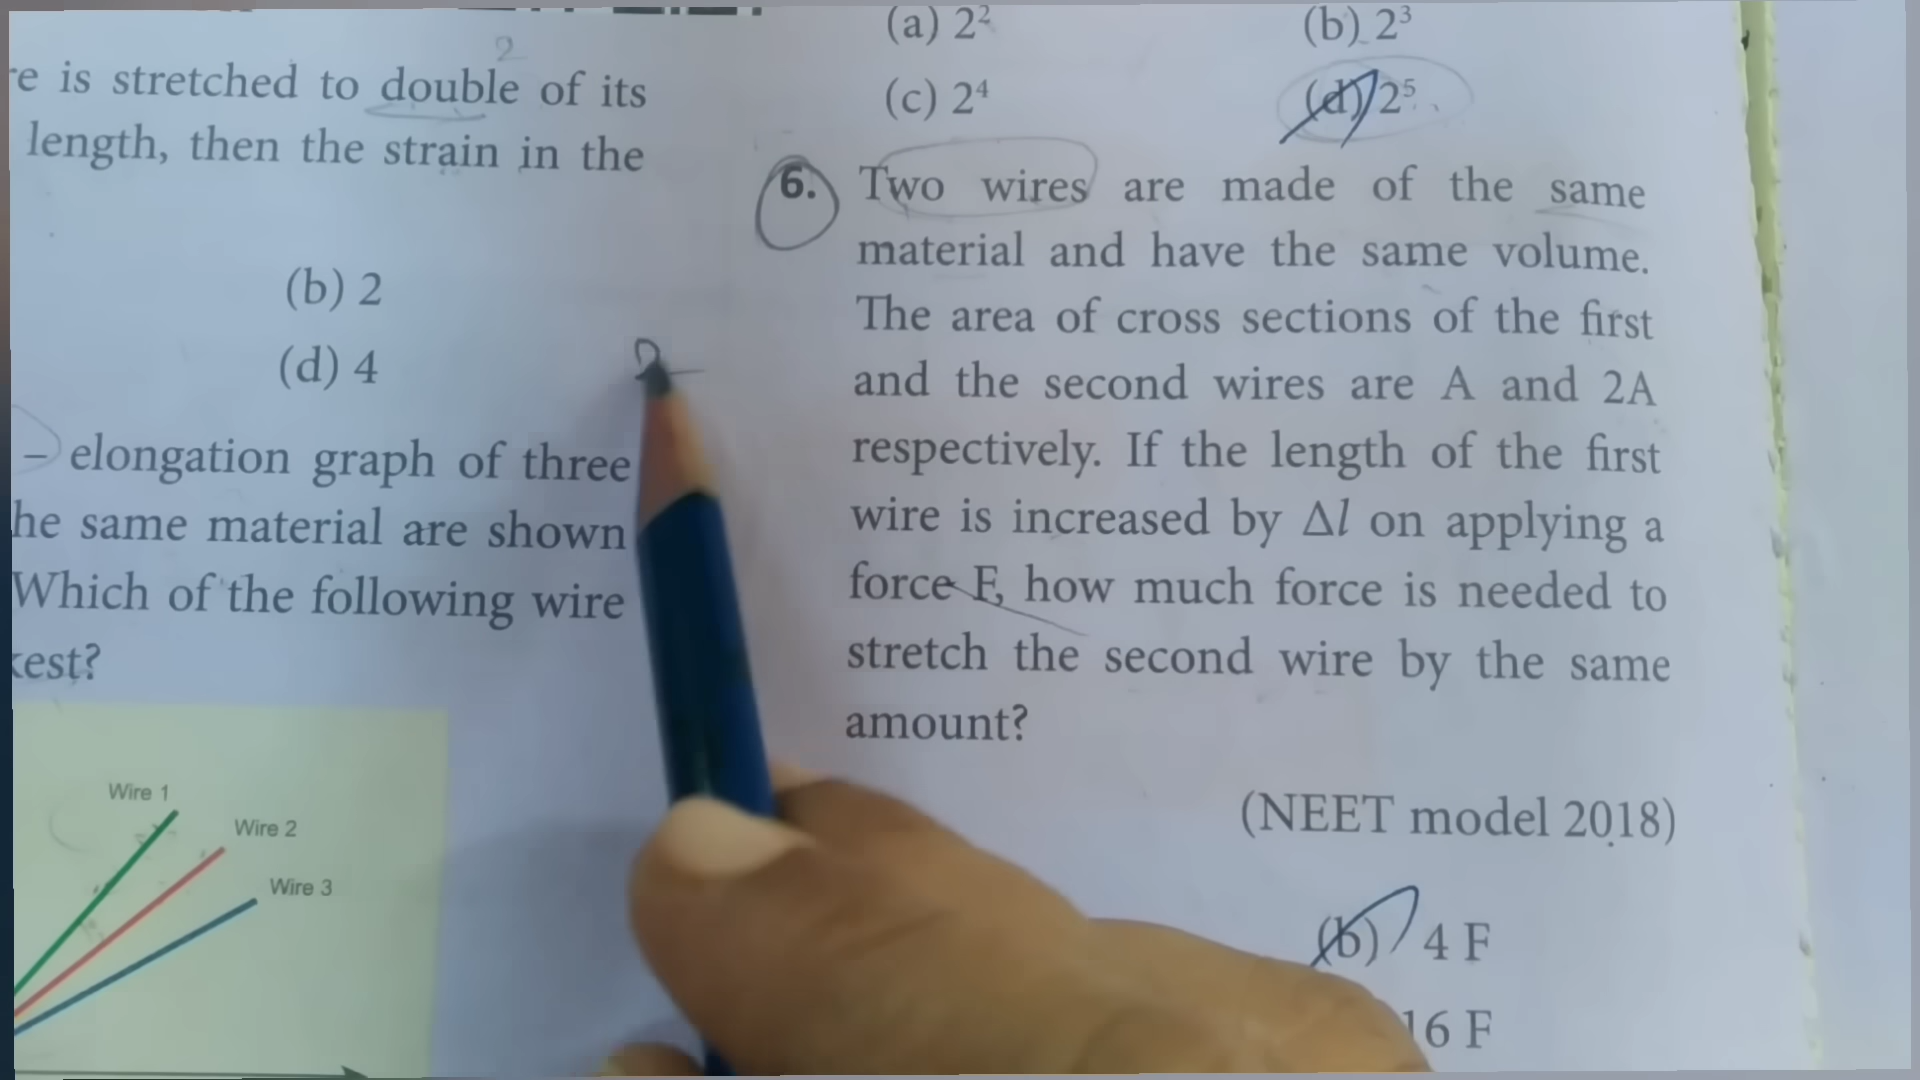 re is stretched to double of its
length, then the strain in the
(b) 2
(d) 4
– elongation graph of three
he same material are shown
Which of the following wire
kest?
Wire 1
Wire 2
Wire 3
(a) 2² (b) 2³
(c) 2⁴ (d) 2⁵
6. Two wires are made of the same
material and have the same volume.
The area of cross sections of the first
and the second wires are A and 2A
respectively. If the length of the first
wire is increased by Δl on applying a
force F, how much force is needed to
stretch the second wire by the same
amount?
(NEET model 2018)
(b) 4 F
16 F